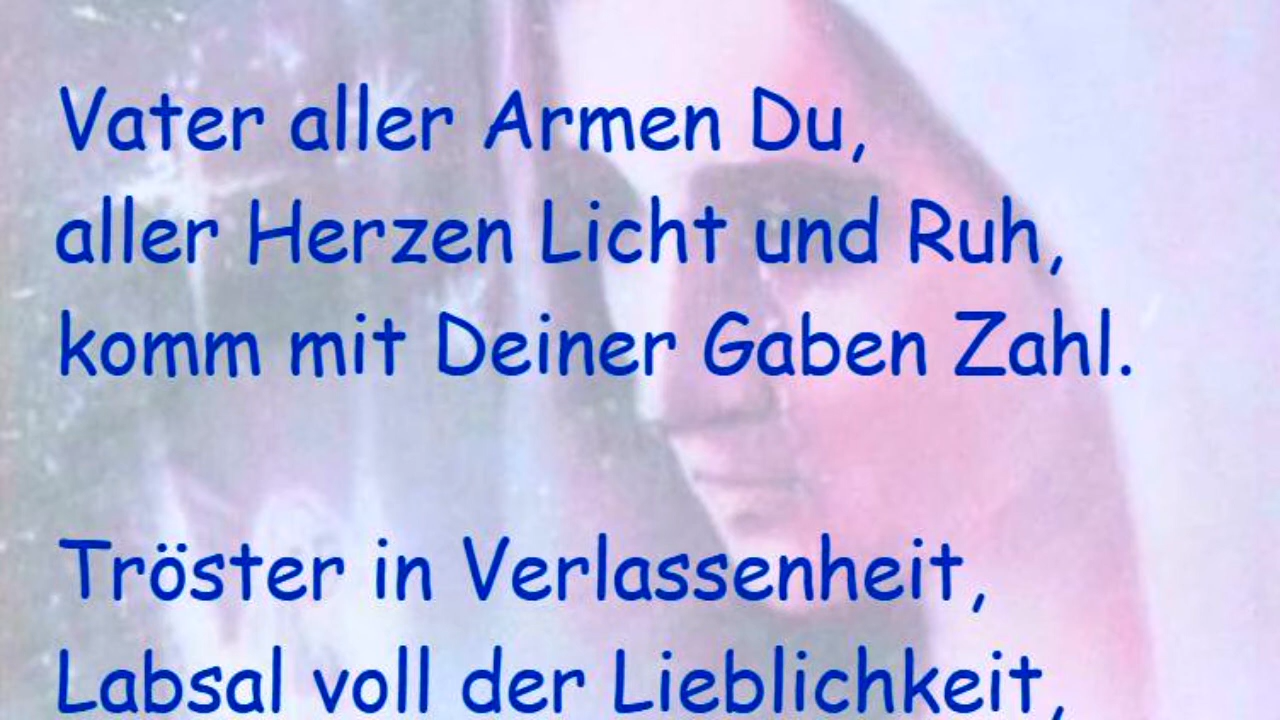 Vater aller Armen Du,
aller Herzen Licht und Ruh,
komm mit Deiner Gaben Zahl.
Tröster in Verlassenheit,
Labsal voll der Lieblichkeit,